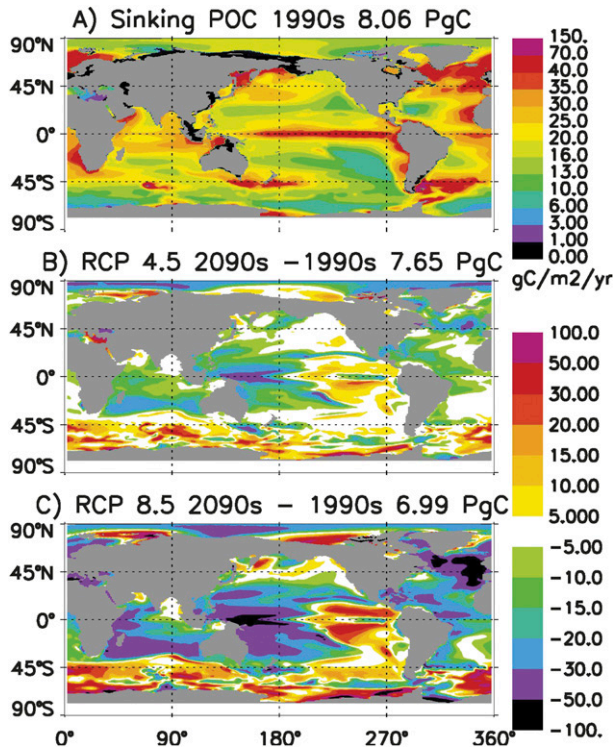 A) Sinking POC 1990s 8.06 PgC
90°N
45°N
0°
45°S
90°S
150.
70.0
40.0
35.0
30.0
25.0
20.0
16.0
13.0
10.0
6.00
3.00
1.00
0.00
gC/m2/yr
B) RCP 4.5 2090s –1990s 7.65 PgC
90°N
45°N
0°
45°S
90°S
100.0
50.00
30.00
20.00
15.00
10.00
5.000
C) RCP 8.5 2090s – 1990s 6.99 PgC
90°N
45°N
0°
45°S
90°S
-5.00
-10.0
-15.0
-20.0
-30.0
-50.0
-100.
0°
90°
180°
270°
360°